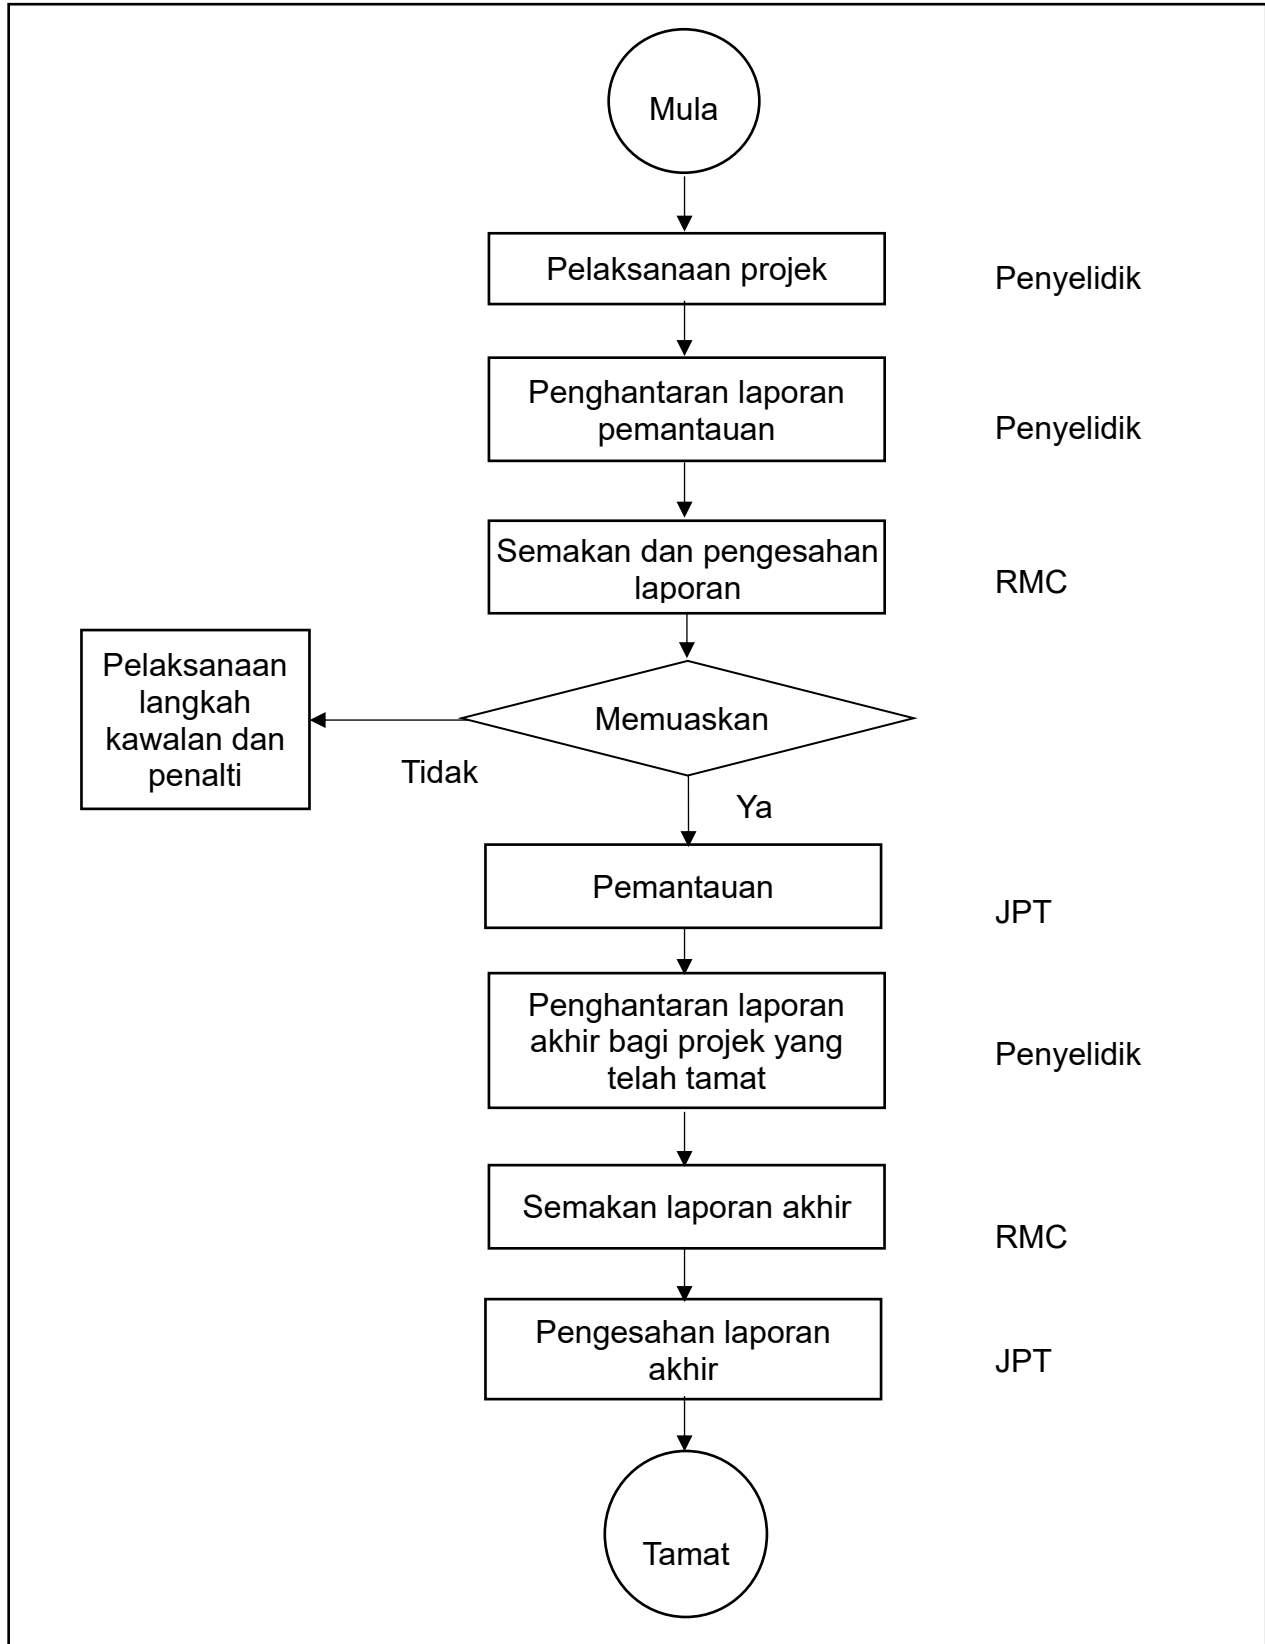 Mula
Pelaksanaan projek
Penyelidik
Penghantaran laporan
pemantauan
Penyelidik
Semakan dan pengesahan
laporan
RMC
Memuaskan
Pelaksanaan
langkah
kawalan dan
penalti
Tidak
Ya
Pemantauan
JPT
Penghantaran laporan
akhir bagi projek yang
telah tamat
Penyelidik
Semakan laporan akhir
RMC
Pengesahan laporan
akhir
JPT
Tamat